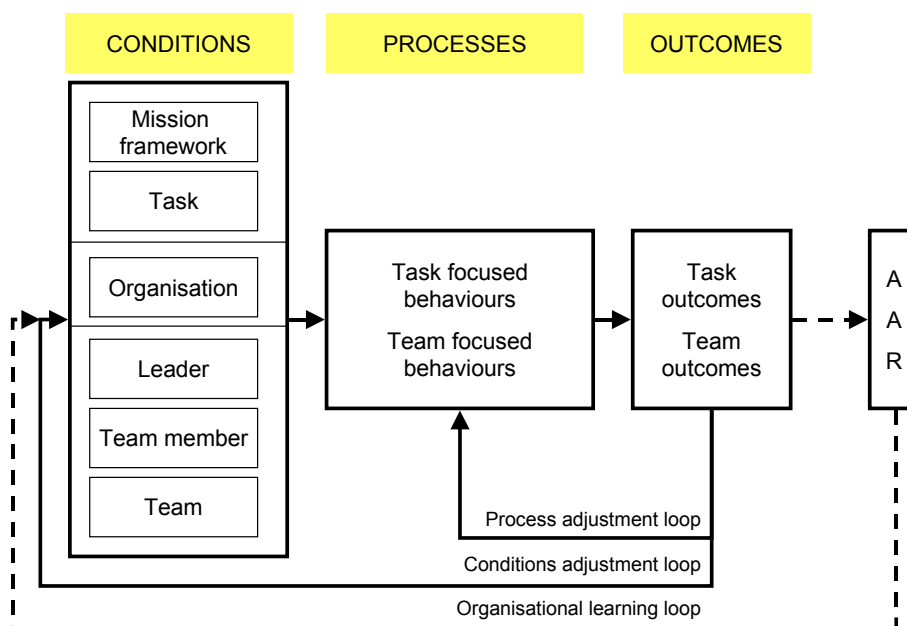 CONDITIONS
PROCESSES
OUTCOMES
Mission
framework
Task
Organisation
Leader
Team member
Team
Task focused
behaviours
Team focused
behaviours
Task
outcomes
Team
outcomes
A
A
R
Process adjustment loop
Conditions adjustment loop
Organisational learning loop